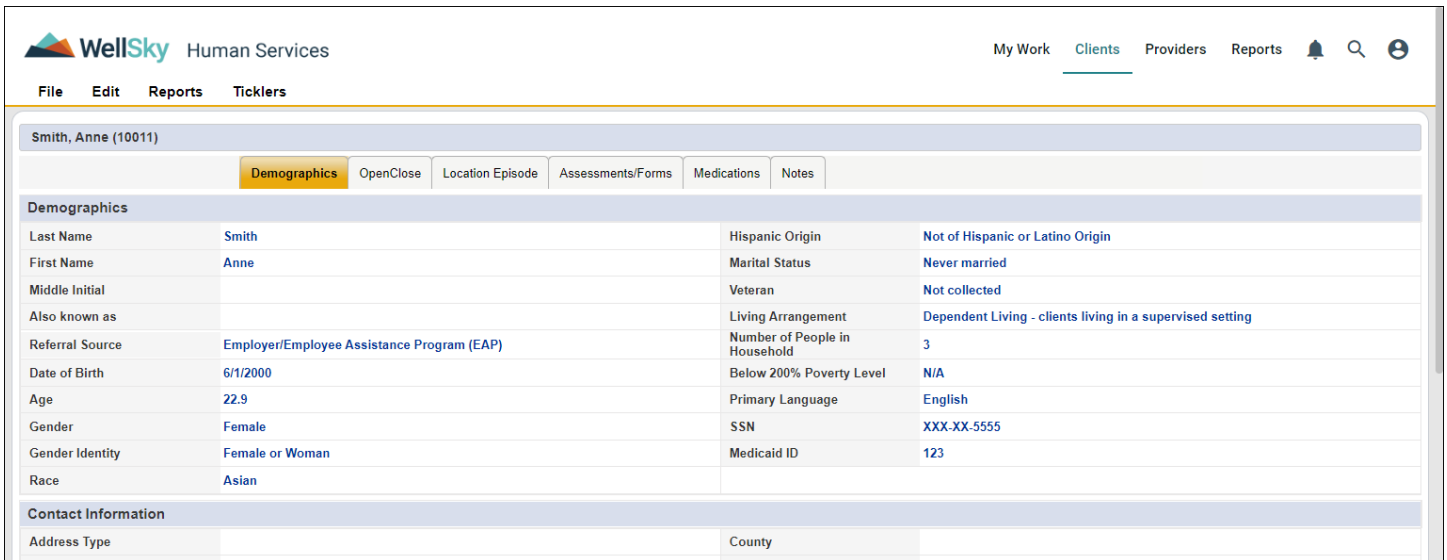 WellSky Human Services
My Work Clients Providers Reports
File Edit Reports Ticklers
Smith, Anne (10011)
Demographics OpenClose Location Episode Assessments/Forms Medications Notes
Demographics
Last Name Smith Hispanic Origin Not of Hispanic or Latino Origin
First Name Anne Marital Status Never married
Middle Initial Veteran Not collected
Also known as Living Arrangement Dependent Living - clients living in a supervised setting
Referral Source Employer/Employee Assistance Program (EAP) Number of People in Household 3
Date of Birth 6/1/2000 Below 200% Poverty Level N/A
Age 22.9 Primary Language English
Gender Female SSN XXX-XX-5555
Gender Identity Female or Woman Medicaid ID 123
Race Asian
Contact Information
Address Type County